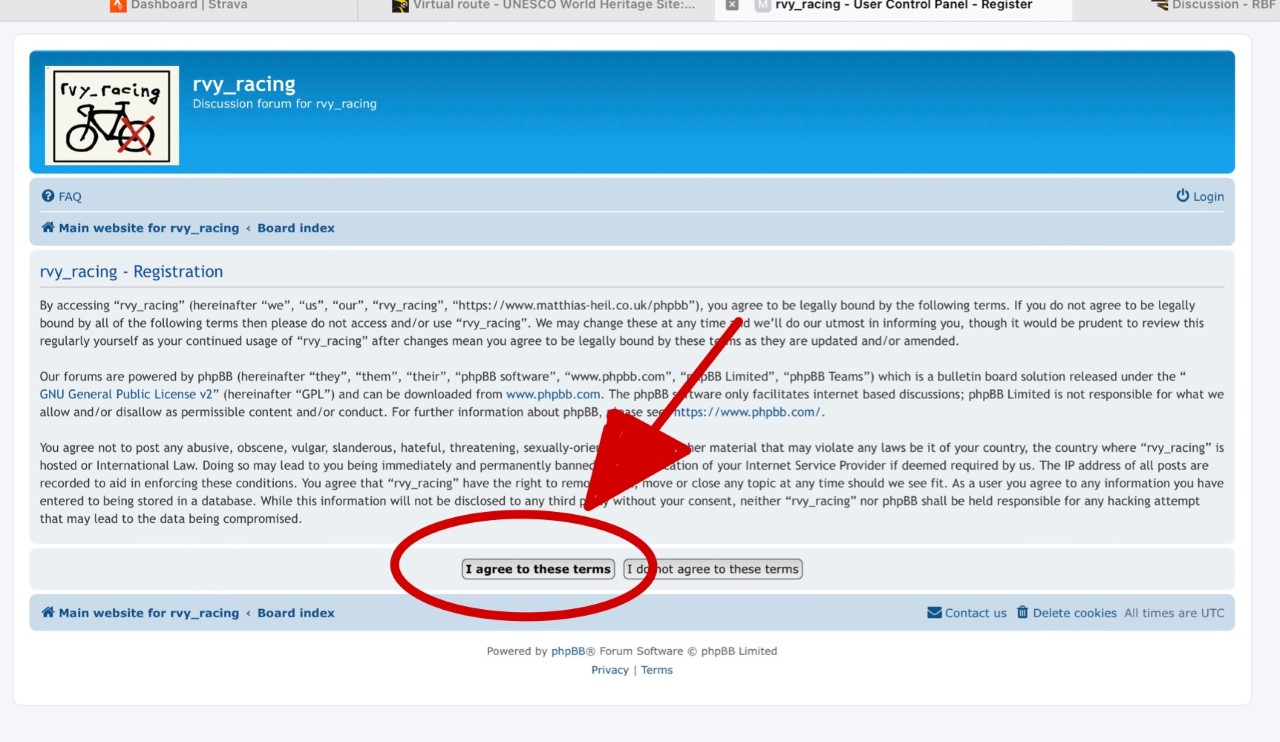 Dashboard | Strava
Virtual route - UNESCO World Heritage Site:...
rvy_racing - User Control Panel - Register
Discussion - RBF
rvy_racing
rvy_racing
Discussion forum for rvy_racing
FAQ
Login
Main website for rvy_racing ‹ Board index
rvy_racing - Registration
By accessing “rvy_racing” (hereinafter “we”, “us”, “our”, “rvy_racing”, “https://www.matthias-heil.co.uk/phpbb”), you agree to be legally bound by the following terms. If you do not agree to be legally
bound by all of the following terms then please do not access and/or use “rvy_racing”. We may change these at any time and we’ll do our utmost in informing you, though it would be prudent to review this
regularly yourself as your continued usage of “rvy_racing” after changes mean you agree to be legally bound by these terms as they are updated and/or amended.
Our forums are powered by phpBB (hereinafter “they”, “them”, “their”, “phpBB software”, “www.phpbb.com”, “phpBB Limited”, “phpBB Teams”) which is a bulletin board solution released under the “
GNU General Public License v2” (hereinafter “GPL”) and can be downloaded from www.phpbb.com. The phpBB software only facilitates internet based discussions; phpBB Limited is not responsible for what we
allow and/or disallow as permissible content and/or conduct. For further information about phpBB, please see: https://www.phpbb.com/.
You agree not to post any abusive, obscene, vulgar, slanderous, hateful, threatening, material that may violate any laws be it of your country, the country where “rvy_racing” is
hosted or International Law. Doing so may lead to you being immediately and permanently banned of your Internet Service Provider if deemed required by us. The IP address of all posts are
recorded to aid in enforcing these conditions. You agree that “rvy_racing” have the right to move or close any topic at any time should we see fit. As a user you agree to any information you have
entered to being stored in a database. While this information will not be disclosed to any third party without your consent, neither “rvy_racing” nor phpBB shall be held responsible for any hacking attempt
that may lead to the data being compromised.
I agree to these terms I do not agree to these terms
Main website for rvy_racing ‹ Board index
Contact us Delete cookies All times are UTC
Powered by phpBB® Forum Software © phpBB Limited
Privacy | Terms